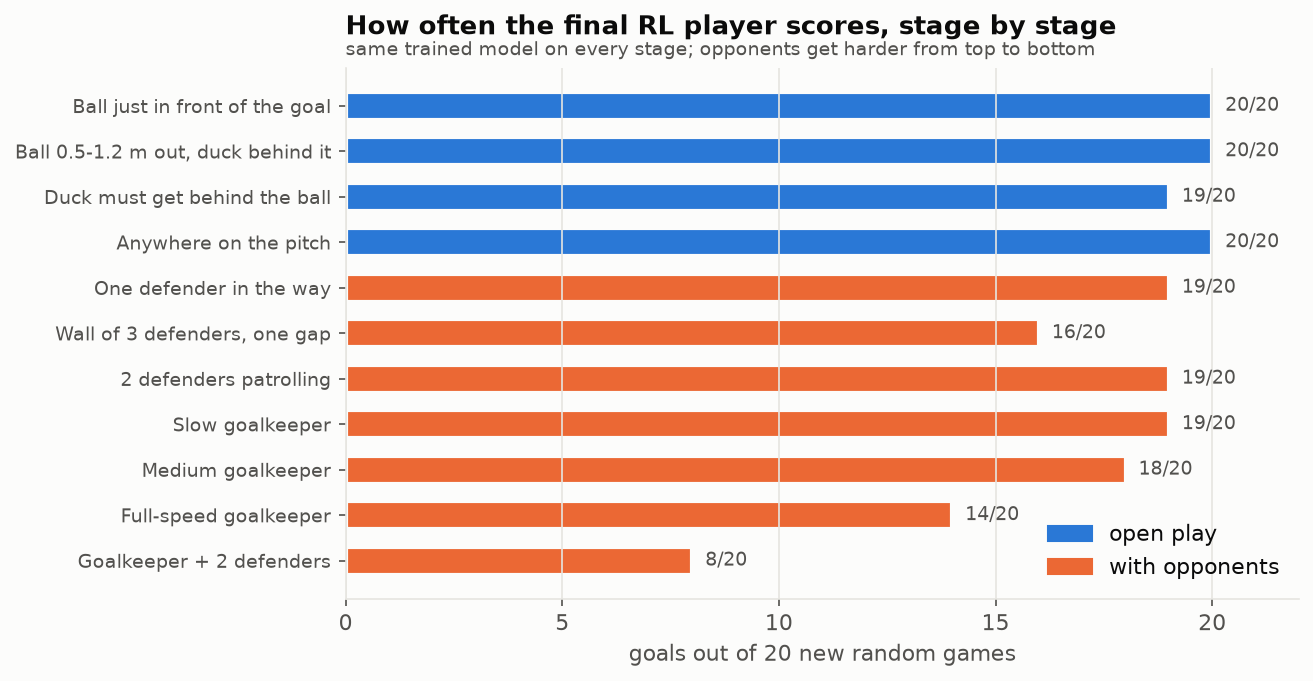 How often the final RL player scores, stage by stage
same trained model on every stage; opponents get harder from top to bottom
Ball just in front of the goal 20/20
Ball 0.5-1.2 m out, duck behind it 20/20
Duck must get behind the ball 19/20
Anywhere on the pitch 20/20
One defender in the way 19/20
Wall of 3 defenders, one gap 16/20
2 defenders patrolling 19/20
Slow goalkeeper 19/20
Medium goalkeeper 18/20
Full-speed goalkeeper 14/20
Goalkeeper + 2 defenders 8/20
open play
with opponents
0 5 10 15 20
goals out of 20 new random games